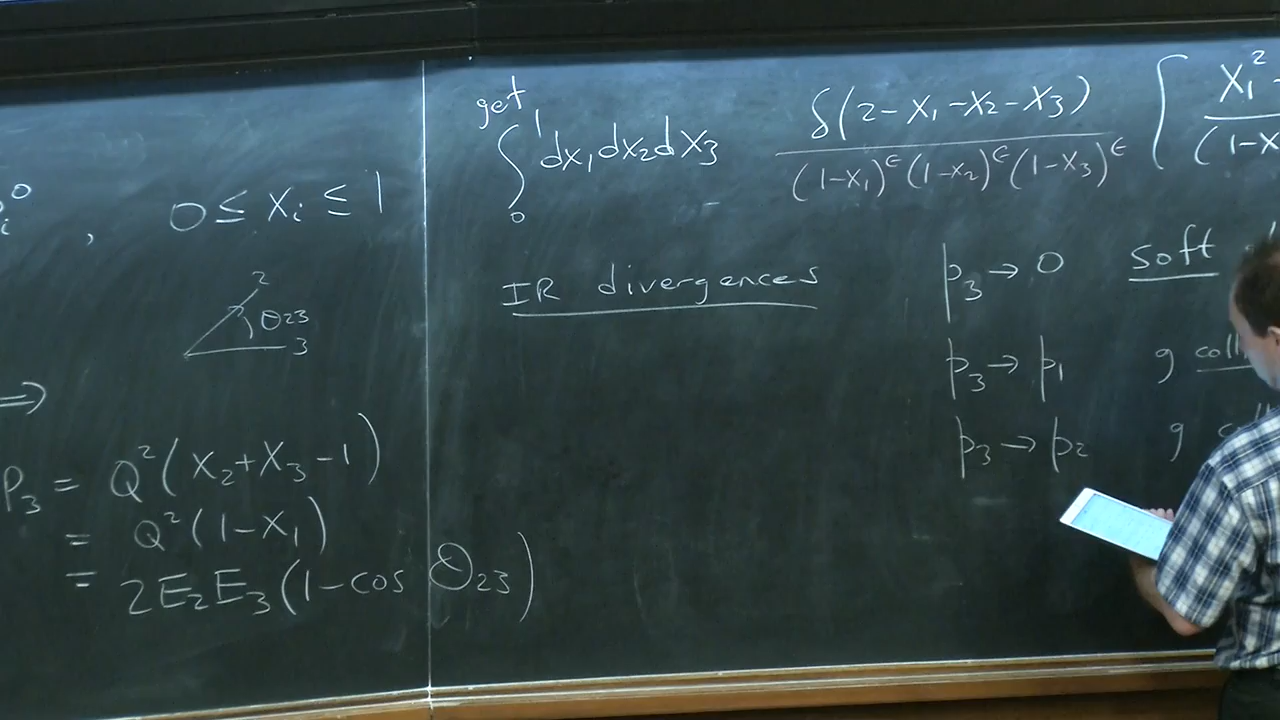 , 0 ≤ xᵢ ≤ 1
2
θ₂₃
3
⇒
p₃ = Q² (x₂+x₃-1)
= Q² (1-x₁)
= 2E₂E₃(1-cos θ₂₃)
get
∫₀¹ dx₁dx₂dx₃ δ(2-x₁-x₂-x₃) / (1-x₁)^ϵ (1-x₂)^ϵ (1-x₃)^ϵ [ x₁² / (1-x
IR divergences
p₃ → 0 soft
p₃ → p₁ g coll
p₃ → p₂ g